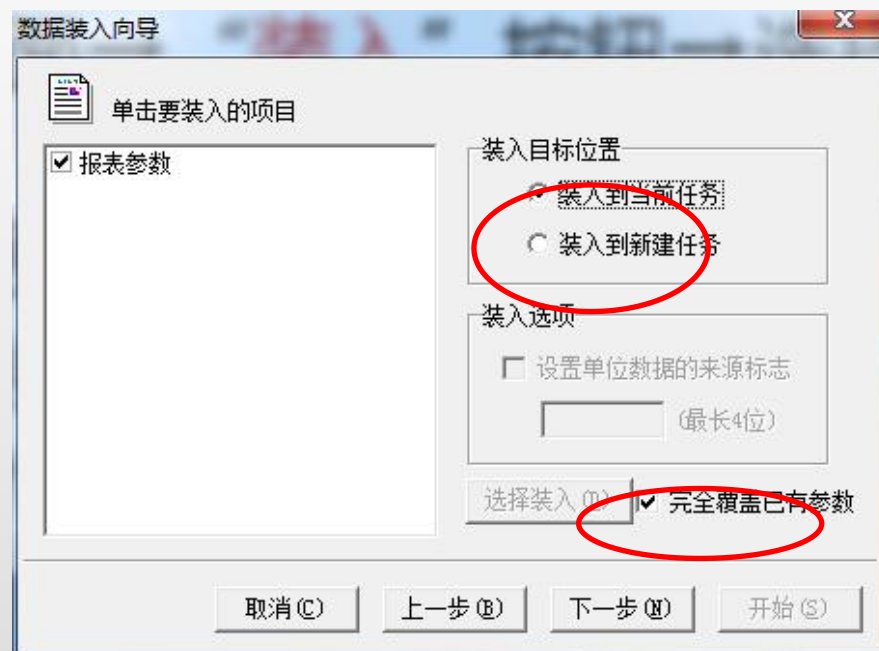 数据装入向导
“装入”按钮
单击要装入的项目
报表参数
装入目标位置
装入到当前任务
装入到新建任务
装入选项
设置单位数据的来源标志
(最长4位)
选择装入
完全覆盖已有参数
取消(C)
上一步(B)
下一步(N)
开始(S)